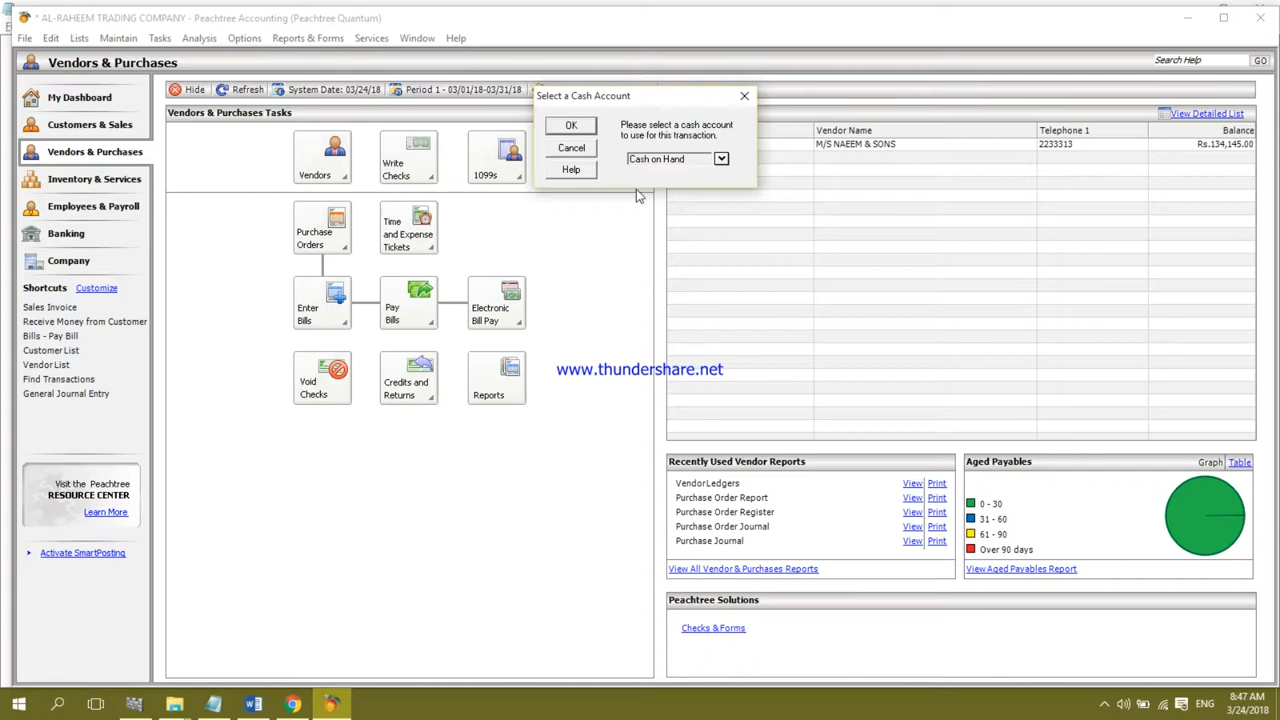 * AL-RAHEEM TRADING COMPANY - Peachtree Accounting (Peachtree Quantum)
File Edit Lists Maintain Tasks Analysis Options Reports & Forms Services Window Help
Vendors & Purchases
Search Help
GO
My Dashboard
Customers & Sales
Vendors & Purchases
Inventory & Services
Employees & Payroll
Banking
Company
Shortcuts Customize
Sales Invoice
Receive Money from Customer
Bills - Pay Bill
Customer List
Vendor List
Find Transactions
General Journal Entry
Visit the Peachtree
RESOURCE CENTER
Learn More
Activate SmartPosting
Hide Refresh System Date: 03/24/18 Period 1 - 03/01/18-03/31/18
Vendors & Purchases Tasks
Vendors
Write
Checks
1099s
Purchase
Orders
Time
and Expense
Tickets
Enter
Bills
Pay
Bills
Electronic
Bill Pay
Void
Checks
Credits and
Returns
Reports
Select a Cash Account
OK
Cancel
Help
Please select a cash account
to use for this transaction.
Cash on Hand
View Detailed List
Vendor Name Telephone 1 Balance
M/S NAEEM & SONS 2233313 Rs.134,145.00
www.thundershare.net
Recently Used Vendor Reports
Vendor Ledgers View Print
Purchase Order Report View Print
Purchase Order Register View Print
Purchase Order Journal View Print
Purchase Journal View Print
View All Vendor & Purchases Reports
Aged Payables Graph Table
0 - 30
31 - 60
61 - 90
Over 90 days
View Aged Payables Report
Peachtree Solutions
Checks & Forms
8:47 AM
ENG
3/24/2018